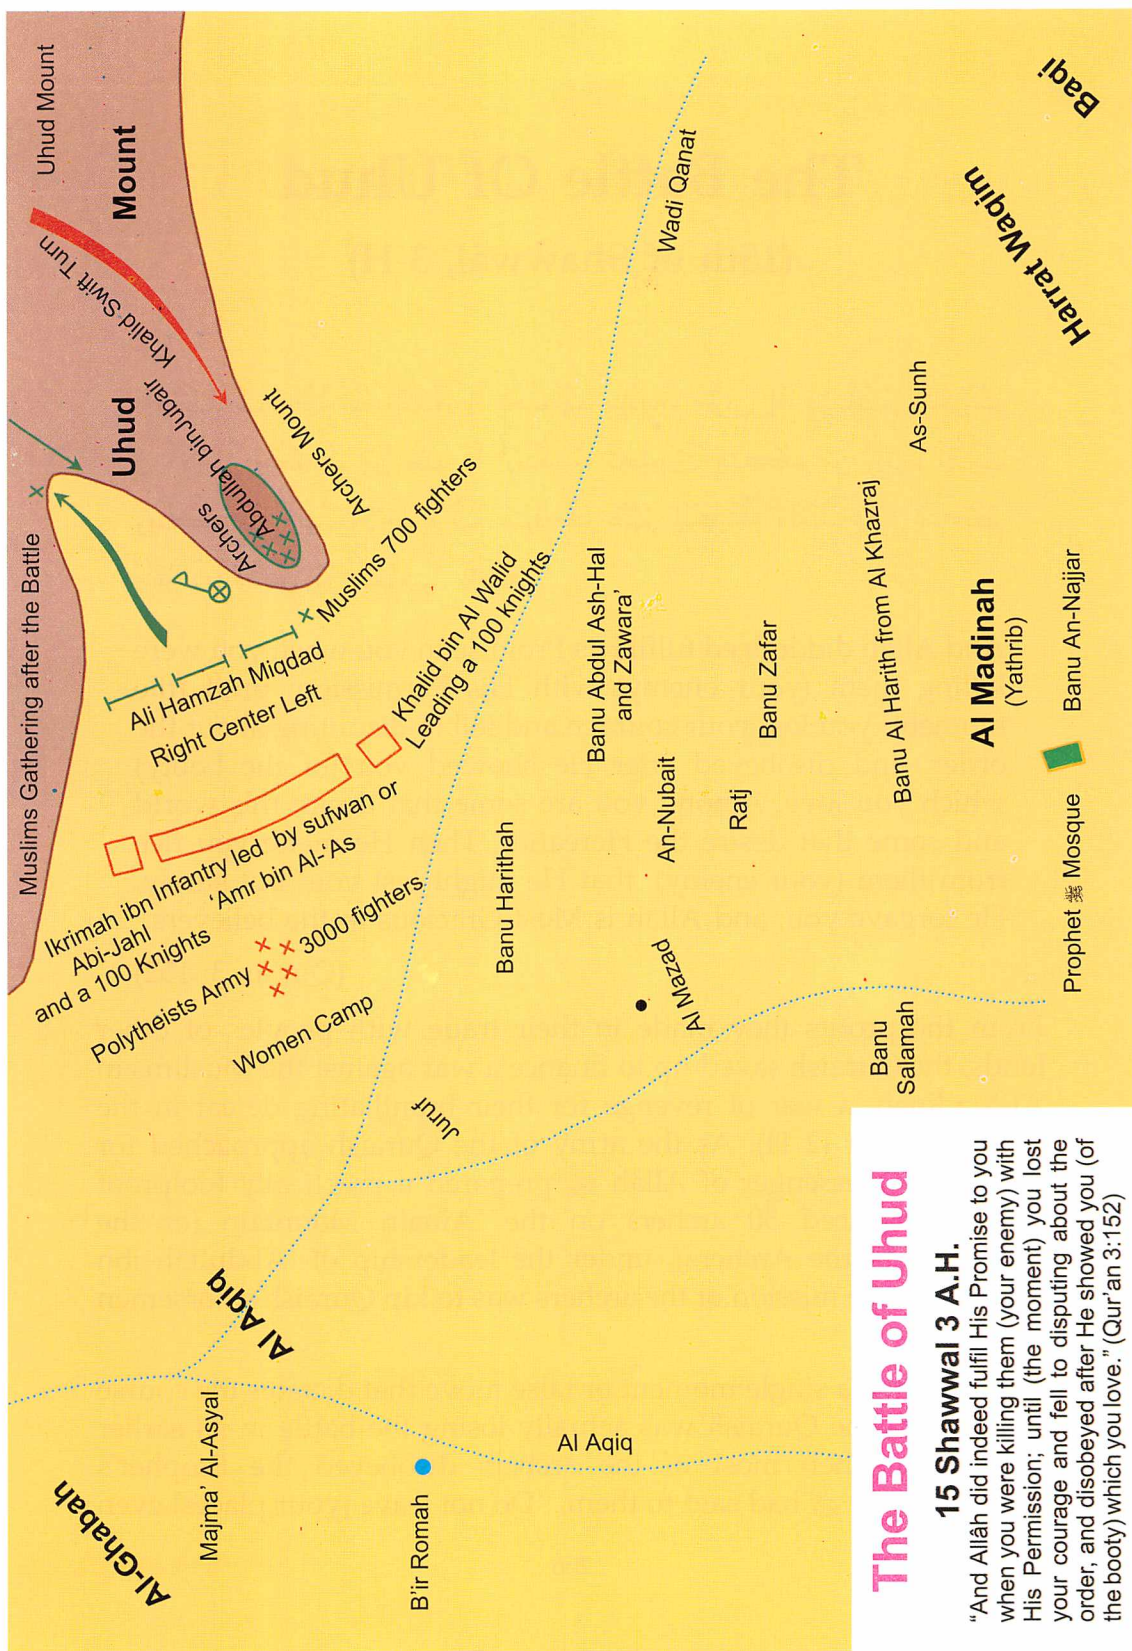 Al-Ghabah
Majma’ Al-Asyal
B’ir Romah
Al Aqiq
Al Aqiq
Muslims Gathering after the Battle
Uhud
Mount
Uhud Mount
Khalid Swift Turn
Archers
Abdullah binJubair
Archers Mount
Muslims 700 fighters
Ali Hamzah Miqdad
Right Center Left
Khalid bin Al Walid
Leading a 100 knights
Infantry led by sufwan or
‘Amr bin Al-‘As
Ikrimah ibn
Abi-Jahl
and a 100 Knights
Polytheists Army
3000 fighters
Women Camp
Juruf
Wadi Qanat
Banu Harithah
Banu Abdul Ash-Hal
and Zawara’
Al Mazad
An-Nubait
Ratj
Banu Zafar
Banu Salamah
Banu Al Harith from Al Khazraj
As-Sunh
Al Madinah
(Yathrib)
Prophet ﷺ Mosque
Banu An-Najjar
Harrat Waqim
Baqi
The Battle of Uhud
15 Shawwal 3 A.H.
“And Allâh did indeed fulfil His Promise to you
when you were killing them (your enemy) with
His Permission; until (the moment) you lost
your courage and fell to disputing about the
order, and disobeyed after He showed you (of
the booty) which you love.” (Qur’an 3:152)